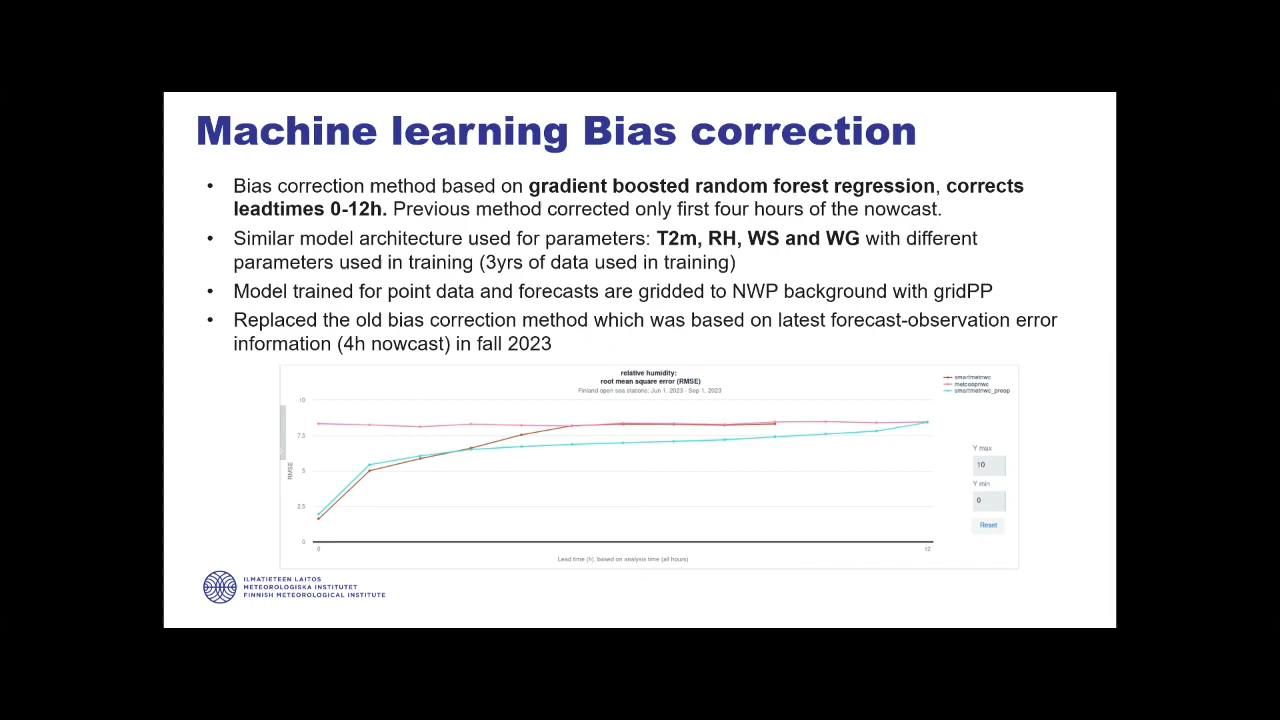 Machine learning Bias correction
• Bias correction method based on gradient boosted random forest regression, corrects
leadtimes 0-12h. Previous method corrected only first four hours of the nowcast.
• Similar model architecture used for parameters: T2m, RH, WS and WG with different
parameters used in training (3yrs of data used in training)
• Model trained for point data and forecasts are gridded to NWP background with gridPP
• Replaced the old bias correction method which was based on latest forecast-observation error
information (4h nowcast) in fall 2023
relative humidity:
root mean square error (RMSE)
Finland open sea stations: Jun 1, 2023 - Sep 1, 2023
smartmetnwc
metcoopnwc
smartmetnwc_preop
10
7.5
5
2.5
0
RMSE
0
12
Lead time (h), based on analysis time (all hours)
Y max
10
Y min
0
Reset
ILMATIETEEN LAITOS
METEOROLOGISKA INSTITUTET
FINNISH METEOROLOGICAL INSTITUTE